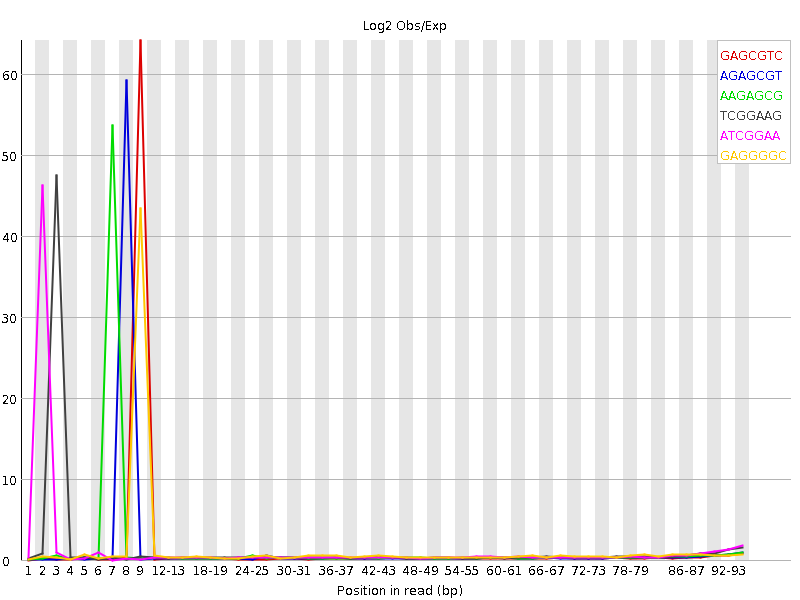 Log2 Obs/Exp
GAGCGTC
AGAGCGT
AAGAGCG
TCGGAAG
ATCGGAA
GAGGGGC
60
50
40
30
20
10
0
1 2 3 4 5 6 7 8 9 12-13 18-19 24-25 30-31 36-37 42-43 48-49 54-55 60-61 66-67 72-73 78-79 86-87 92-93
Position in read (bp)